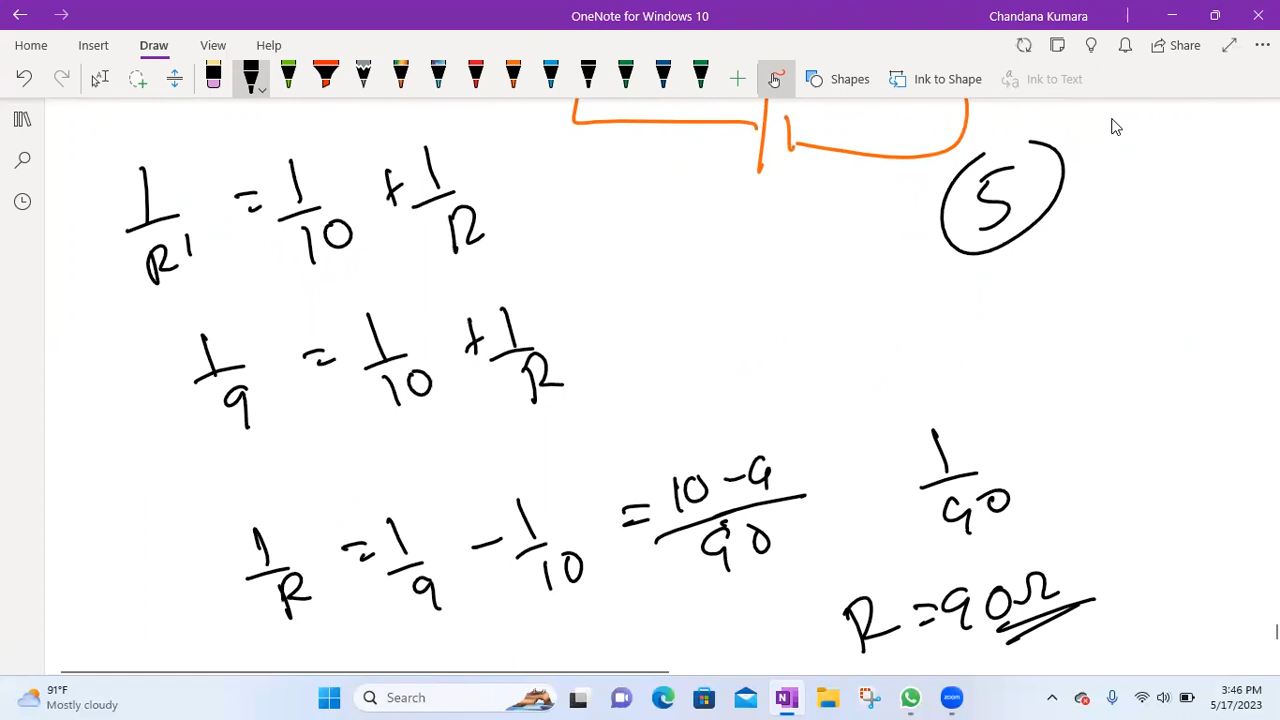 OneNote for Windows 10
Chandana Kumara
Home Insert Draw View Help
Share
Shapes Ink to Shape Ink to Text
5
1/R' = 1/10 + 1/R
1/9 = 1/10 + 1/R
1/R = 1/9 - 1/10 = 10-9/90 1/90
R = 90Ω
91°F
Mostly cloudy
Search
3:46 PM
5/17/2023